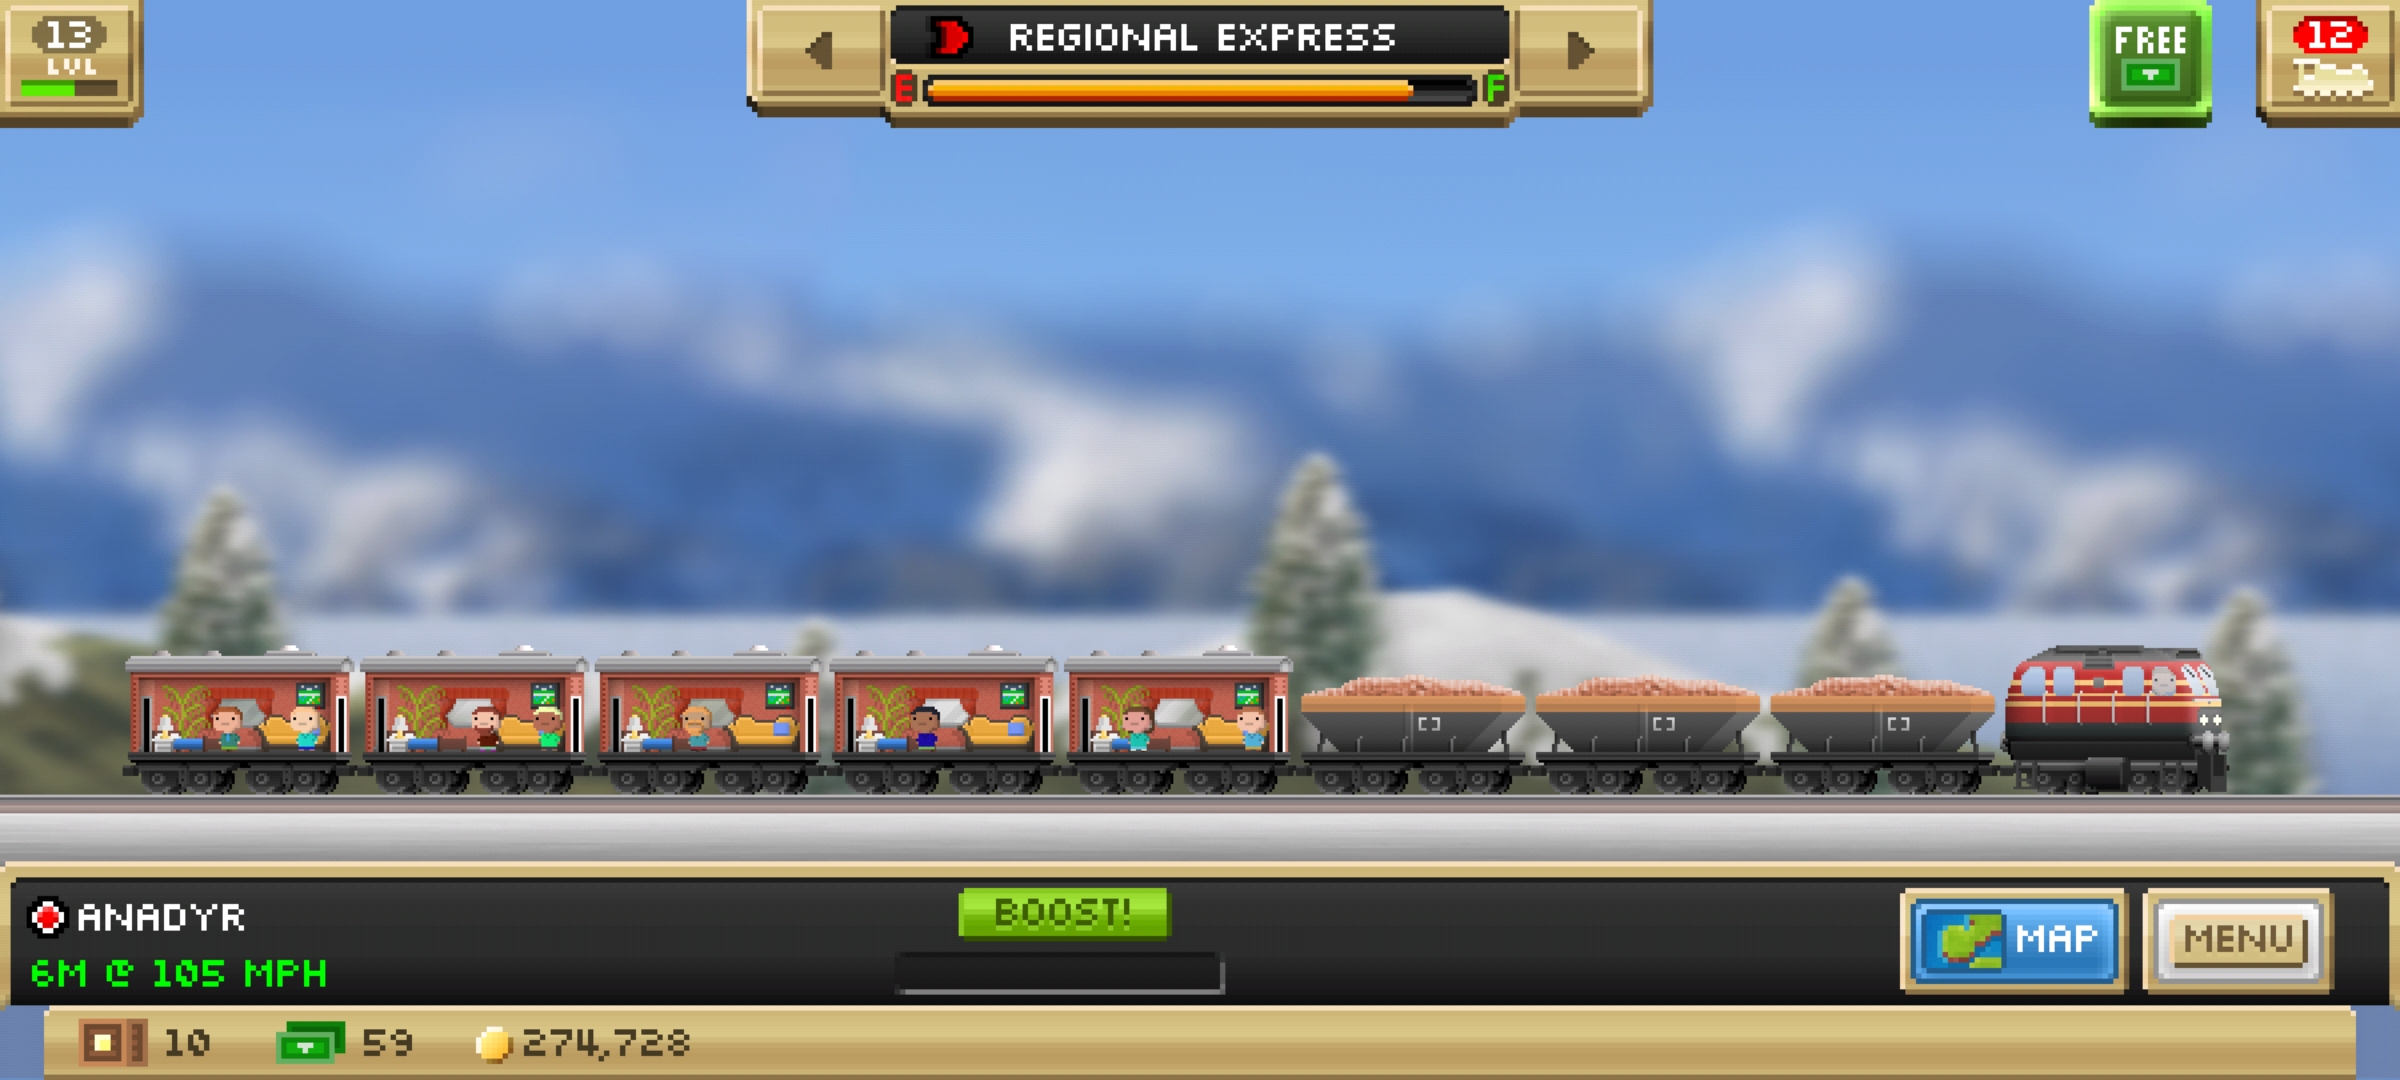 13
LVL
REGIONAL EXPRESS
E F
FREE
12
ANADYR
6M @ 105 MPH
BOOST!
MAP
MENU
10 59 274,728